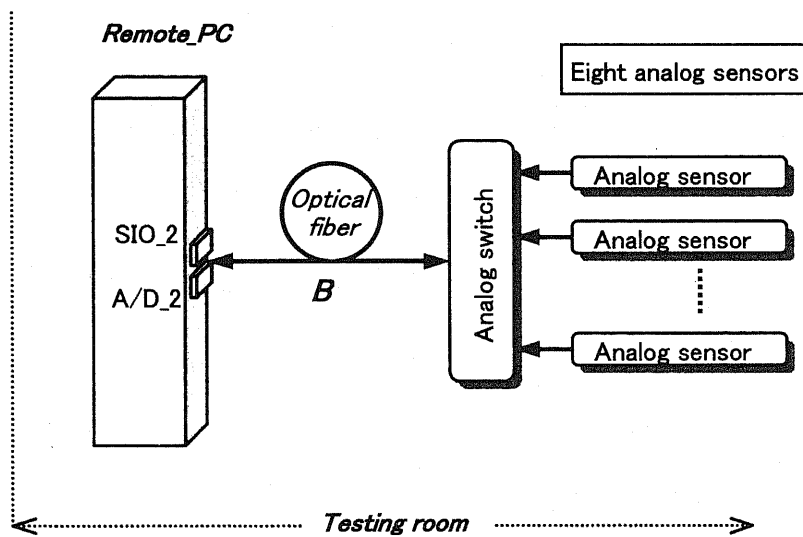 Remote_PC
Eight analog sensors
SIO_2
A/D_2
Optical
fiber
B
Analog switch
Analog sensor
Analog sensor
Analog sensor
Testing room